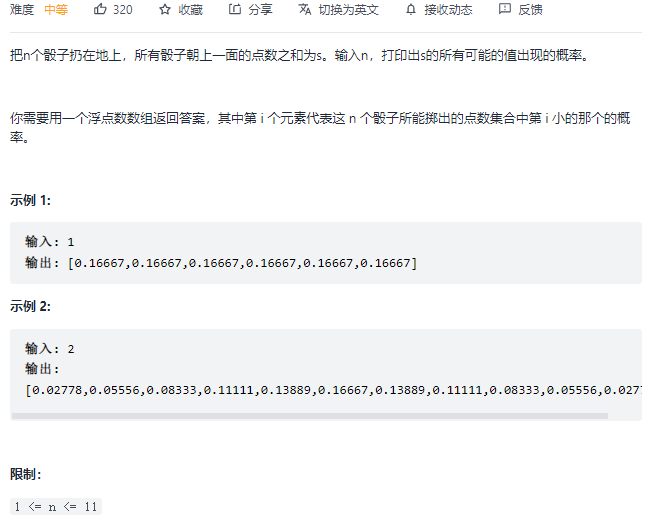 难度 中等 320 收藏 分享 切换为英文 接收动态 反馈
把n个骰子扔在地上，所有骰子朝上一面的点数之和为s。输入n，打印出s的所有可能的值出现的概率。
你需要用一个浮点数数组返回答案，其中第 i 个元素代表这 n 个骰子所能掷出的点数集合中第 i 小的那个的概
率。
示例 1:
输入: 1
输出: [0.16667,0.16667,0.16667,0.16667,0.16667,0.16667]
示例 2:
输入: 2
输出:
[0.02778,0.05556,0.08333,0.11111,0.13889,0.16667,0.13889,0.11111,0.08333,0.05556,0.027
限制：
1 <= n <= 11